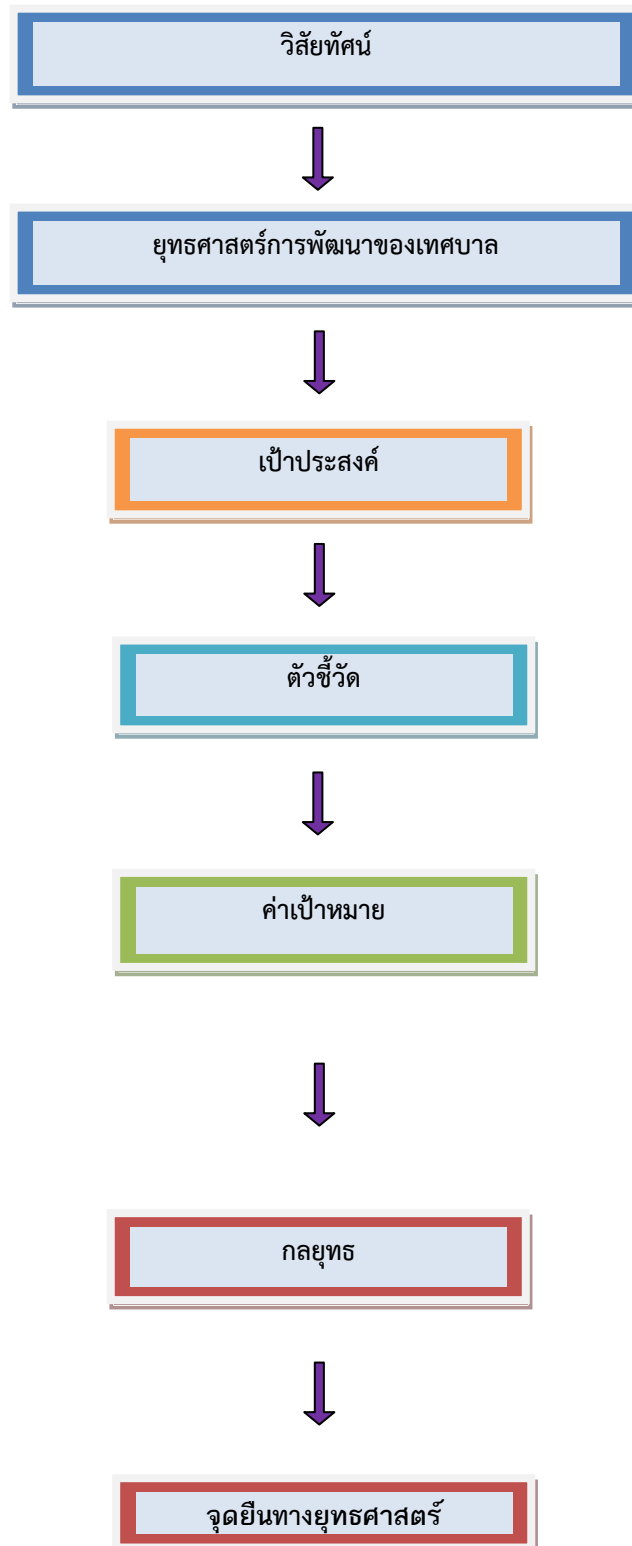 วิสัยทัศน์
ยุทธศาสตร์การพัฒนาของเทศบาล
เป้าประสงค์
ตัวชี้วัด
ค่าเป้าหมาย
กลยุทธ
จุดยืนทางยุทธศาสตร์